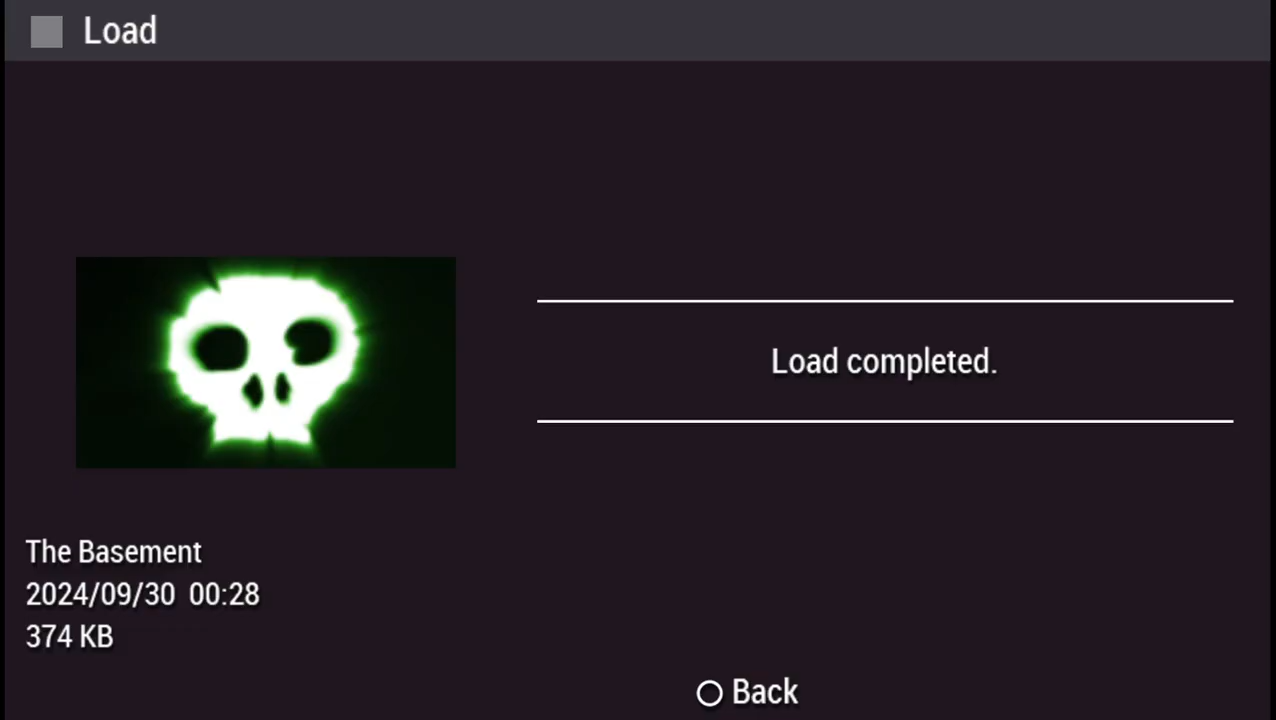 Load
Load completed.
The Basement
2024/09/30 00:28
374 KB
Back